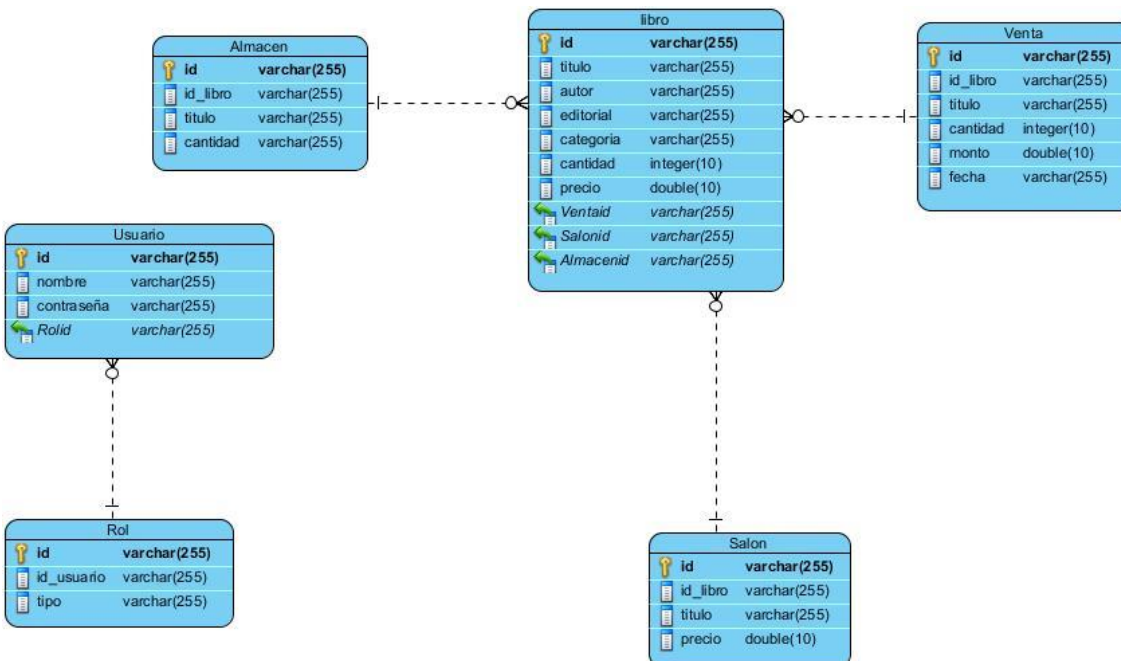 Almacen
id varchar(255)
id_libro varchar(255)
titulo varchar(255)
cantidad varchar(255)
libro
id varchar(255)
titulo varchar(255)
autor varchar(255)
editorial varchar(255)
categoria varchar(255)
cantidad integer(10)
precio double(10)
Ventaid varchar(255)
Salonid varchar(255)
Almacenid varchar(255)
Venta
id varchar(255)
id_libro varchar(255)
titulo varchar(255)
cantidad integer(10)
monto double(10)
fecha varchar(255)
Usuario
id varchar(255)
nombre varchar(255)
contraseña varchar(255)
Rolid varchar(255)
Rol
id varchar(255)
id_usuario varchar(255)
tipo varchar(255)
Salon
id varchar(255)
id_libro varchar(255)
titulo varchar(255)
precio double(10)